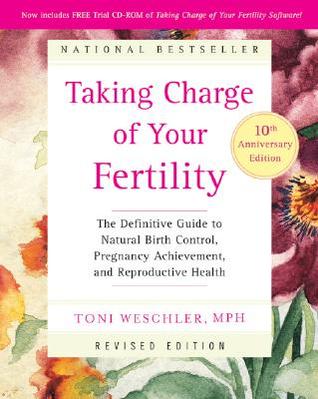 Now includes FREE Trial CD-ROM of Taking Charge of Your Fertility Software!
NATIONAL BESTSELLER
Taking Charge
of Your
Fertility
10th
Anniversary
Edition
The Definitive Guide to
Natural Birth Control,
Pregnancy Achievement,
and Reproductive Health
TONI WESCHLER, MPH
REVISED EDITION